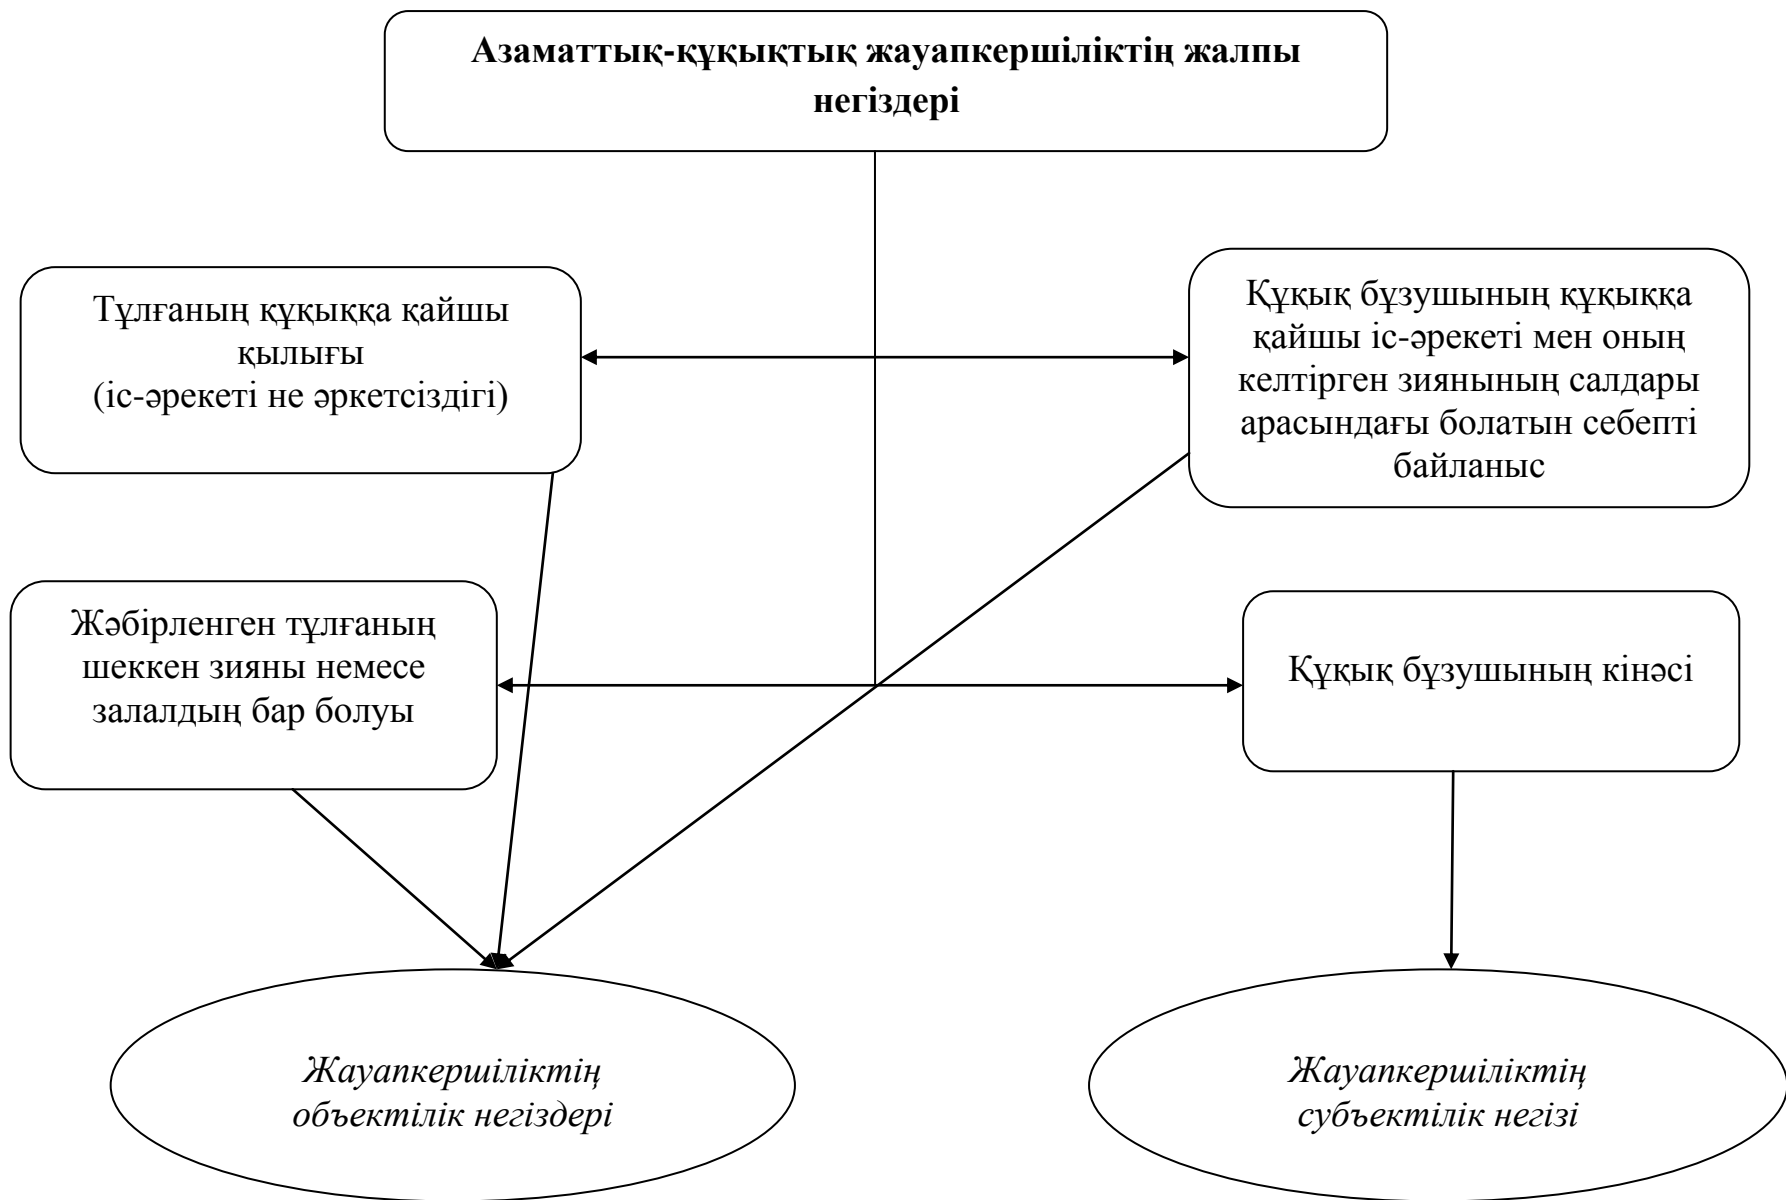 Азаматтық-құқықтық жауапкершіліктің жалпы
негіздері
Тұлғаның құқыққа қайшы
қылығы
(іс-әрекеті не әркетсіздігі)
Құқық бұзушының құқыққа
қайшы іс-әрекеті мен оның
келтірген зиянының салдары
арасындағы болатын себепті
байланыс
Жәбірленген тұлғаның
шеккен зияны немесе
залалдың бар болуы
Құқық бұзушының кінәсі
Жауапкершіліктің
объектілік негіздері
Жауапкершіліктің
субъектілік негізі